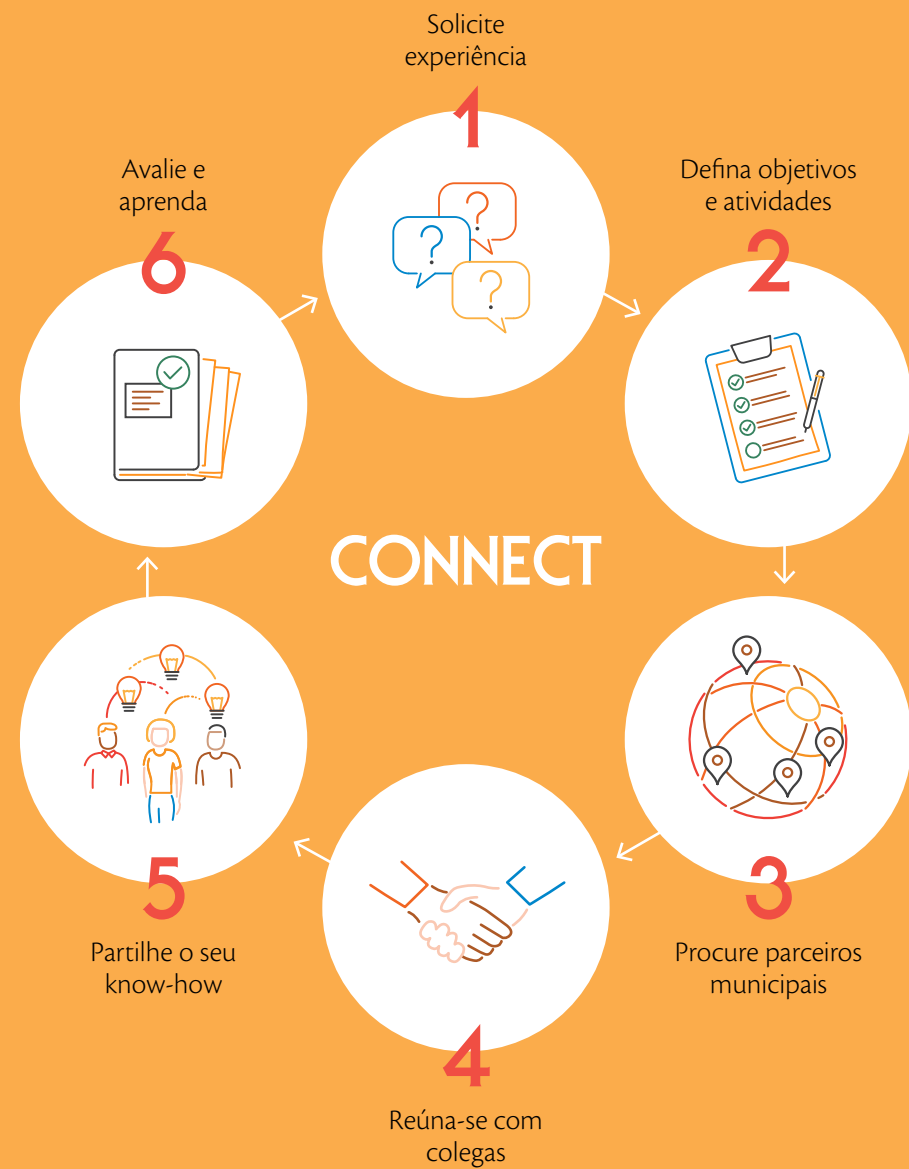 Solicite
experiência
1
Defina objetivos
e atividades
2
3
Procure parceiros
municipais
4
Reúna-se com
colegas
5
Partilhe o seu
know-how
Avalie e
aprenda
6
CONNECT
?
?
?